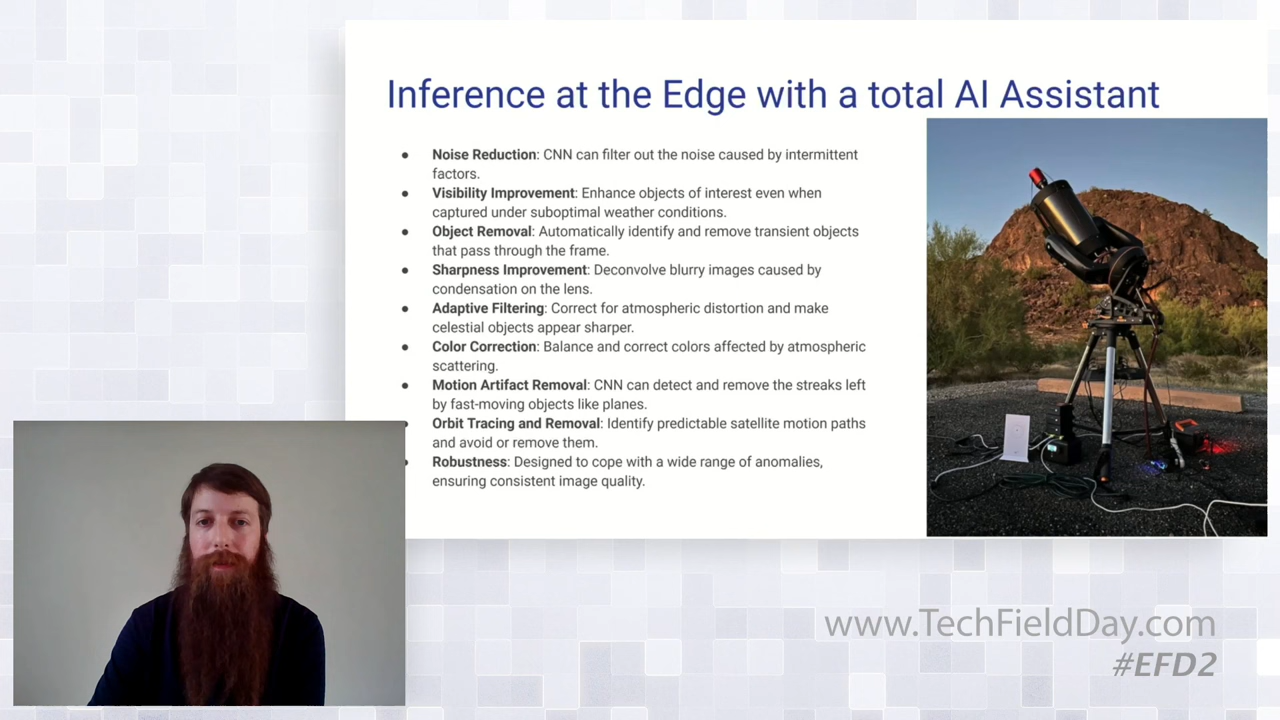 Inference at the Edge with a total AI Assistant
● Noise Reduction: CNN can filter out the noise caused by intermittent
factors.
● Visibility Improvement: Enhance objects of interest even when
captured under suboptimal weather conditions.
● Object Removal: Automatically identify and remove transient objects
that pass through the frame.
● Sharpness Improvement: Deconvolve blurry images caused by
condensation on the lens.
● Adaptive Filtering: Correct for atmospheric distortion and make
celestial objects appear sharper.
● Color Correction: Balance and correct colors affected by atmospheric
scattering.
● Motion Artifact Removal: CNN can detect and remove the streaks left
by fast-moving objects like planes.
● Orbit Tracing and Removal: Identify predictable satellite motion paths
and avoid or remove them.
● Robustness: Designed to cope with a wide range of anomalies,
ensuring consistent image quality.
www.TechFieldDay.com
#EFD2